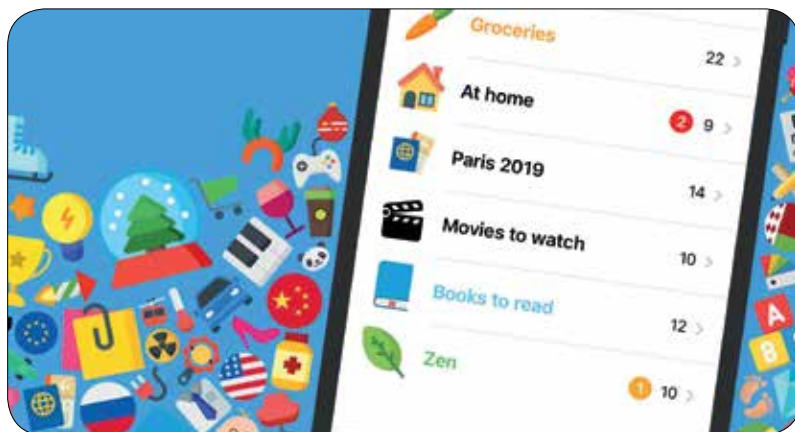 Groceries 22
At home 2 9
Paris 2019 14
Movies to watch 10
Books to read 12
Zen 1 10
A
B